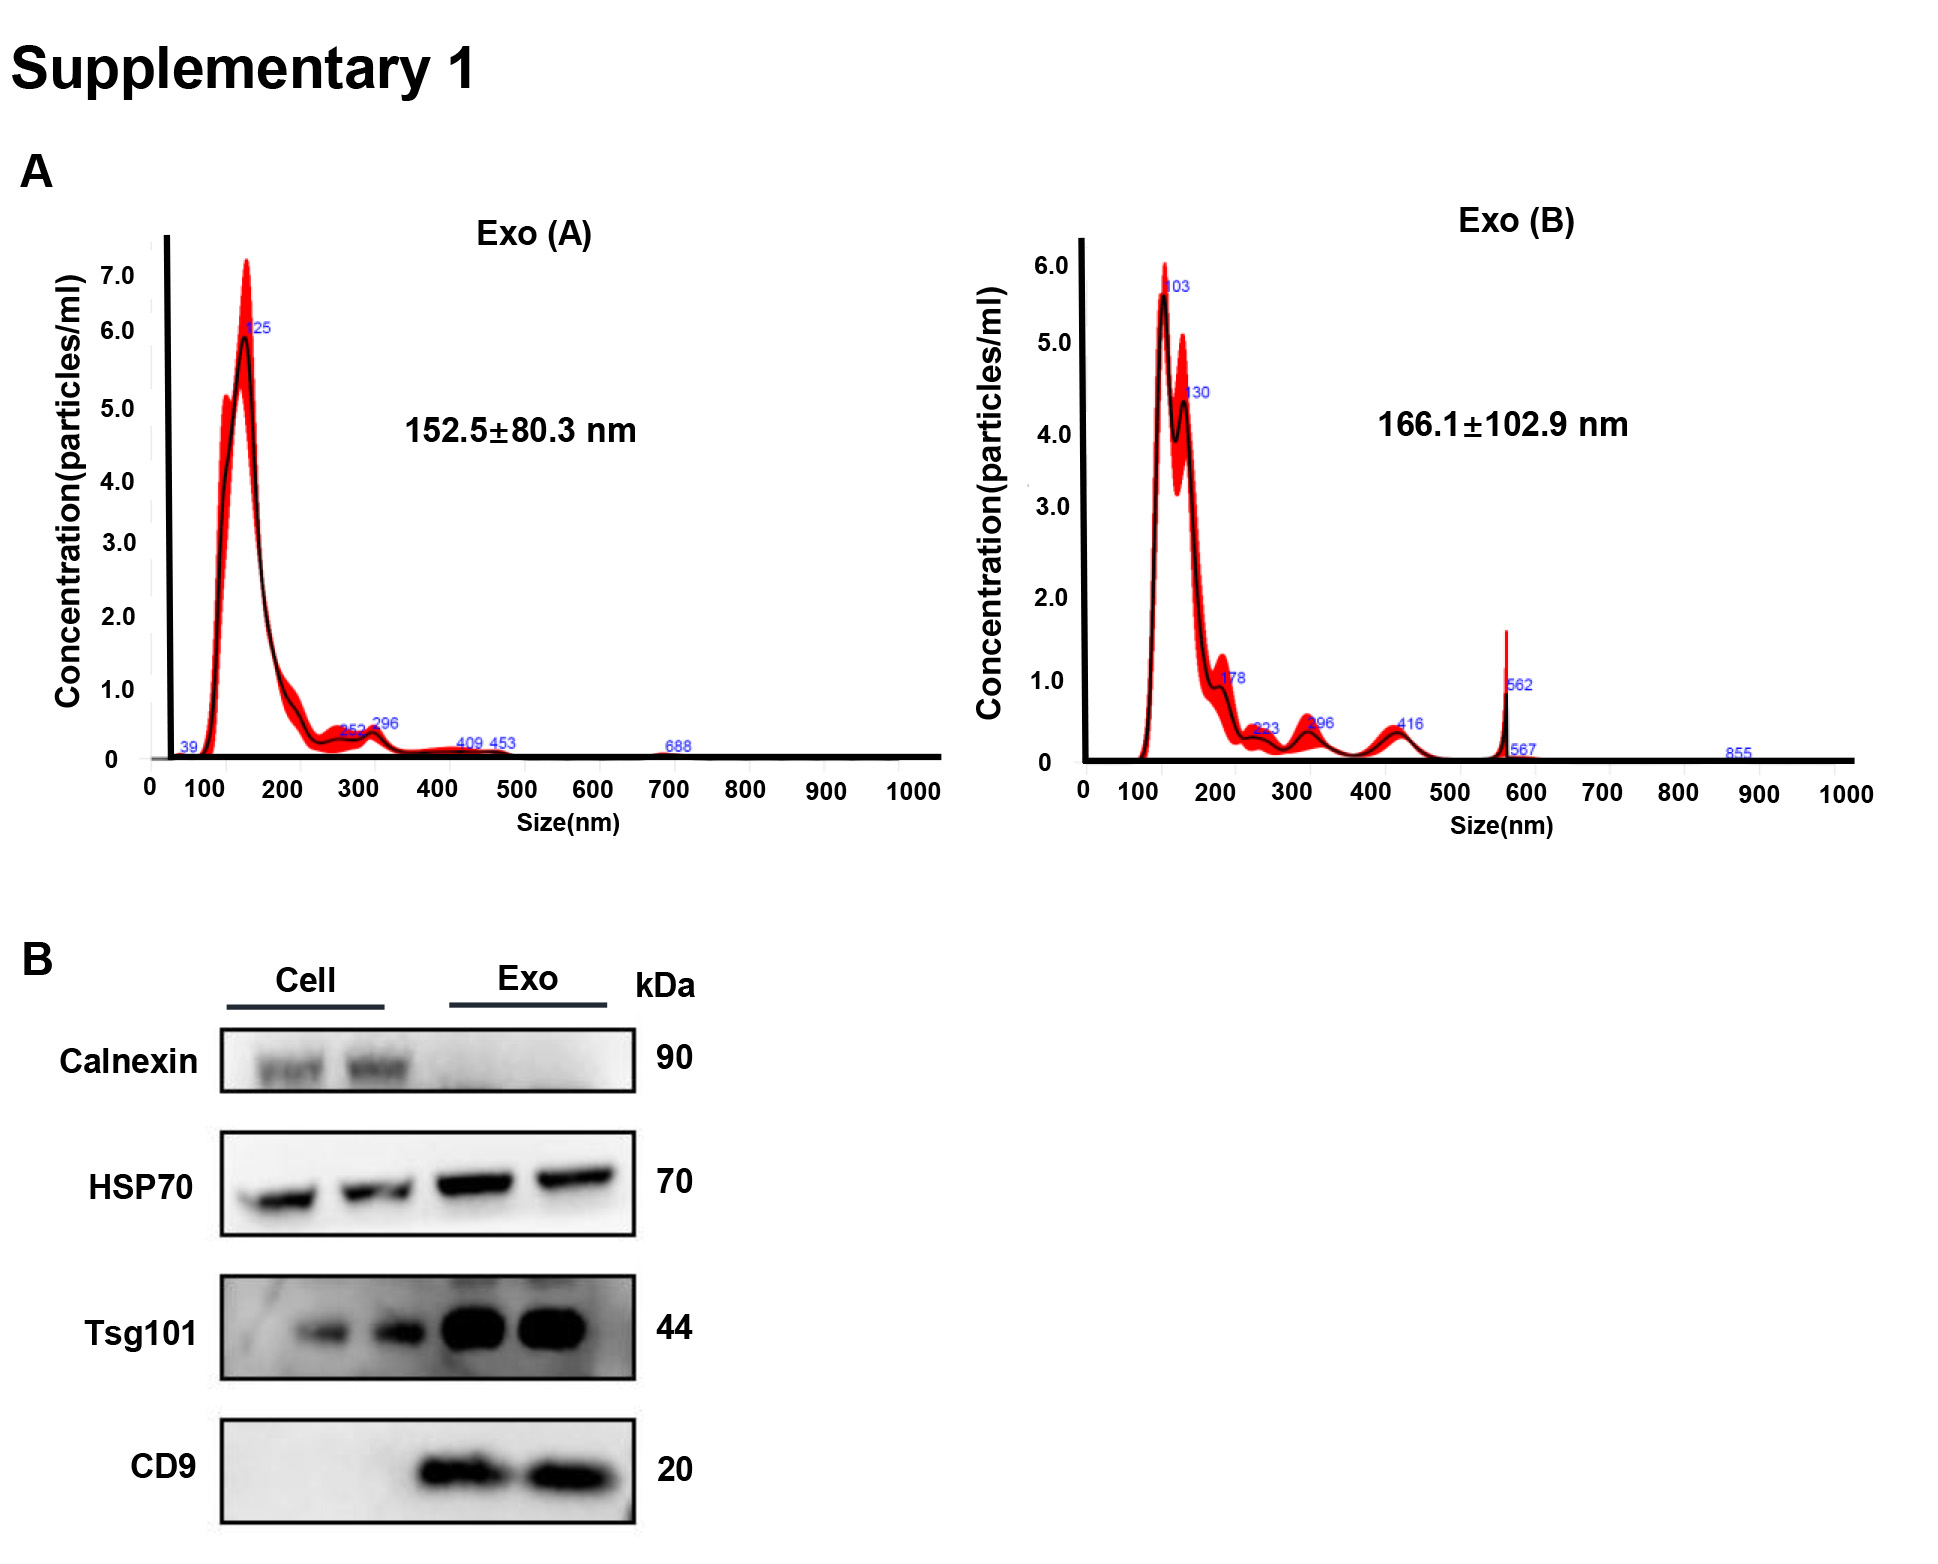 Supplementary 1
A
Exo (A)
Concentration(particles/ml)
7.0
6.0
5.0
4.0
3.0
2.0
1.0
0
125
152.5±80.3 nm
39
252
296
409
453
688
0 100 200 300 400 500 600 700 800 900 1000
Size(nm)
Exo (B)
Concentration(particles/ml)
6.0
5.0
4.0
3.0
2.0
1.0
0
103
130
166.1±102.9 nm
178
223
296
416
562
567
855
0 100 200 300 400 500 600 700 800 900 1000
Size(nm)
B
Cell Exo kDa
Calnexin 90
HSP70 70
Tsg101 44
CD9 20